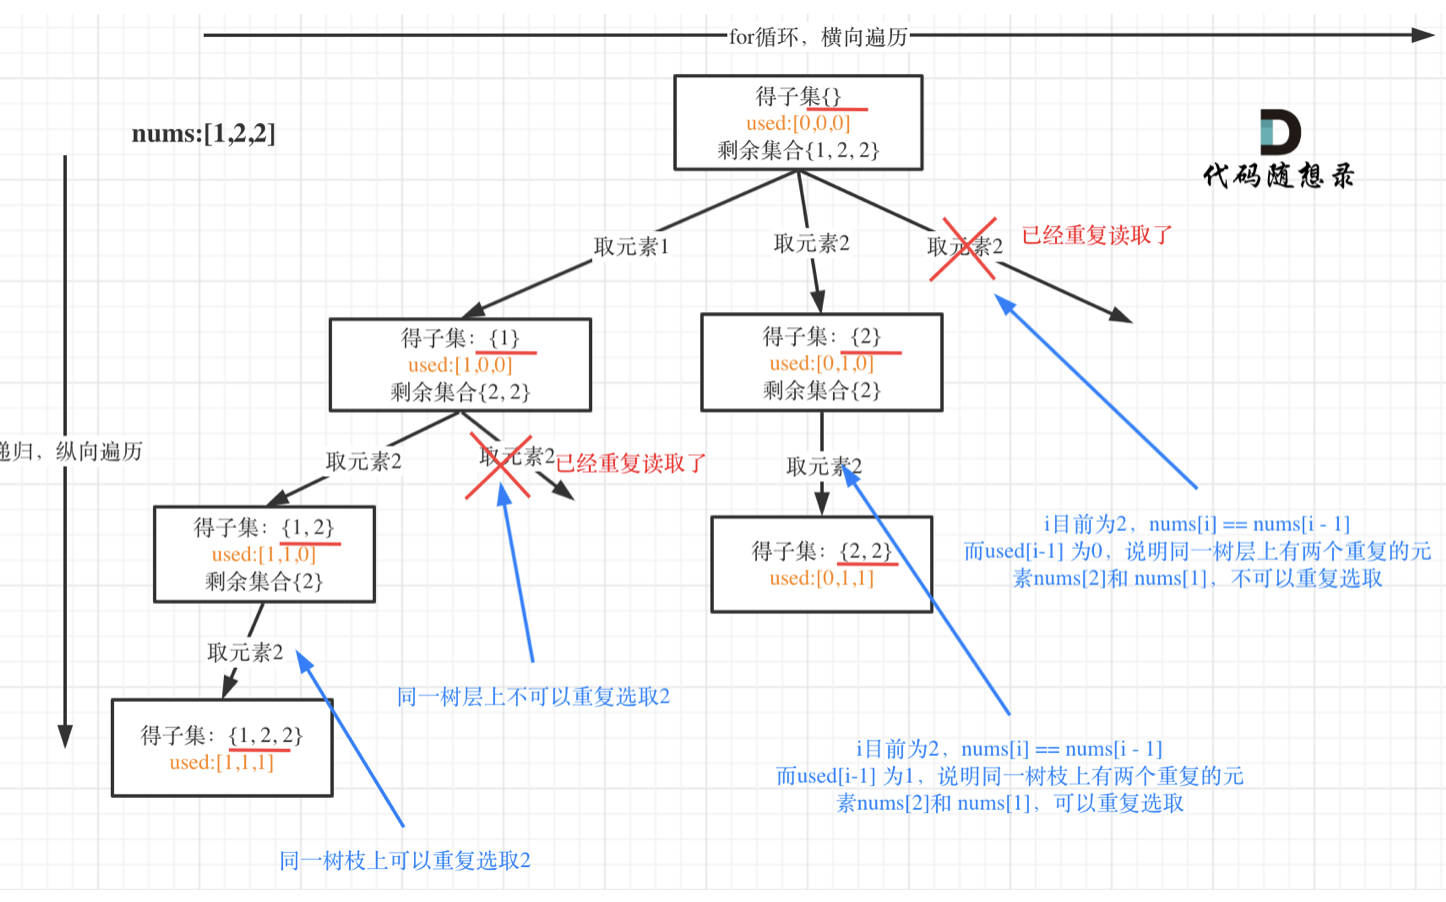 for循环，横向遍历
nums:[1,2,2]
得子集{}
used:[0,0,0]
剩余集合{1, 2, 2}
代码随想录
取元素1
取元素2
取元素2
已经重复读取了
得子集：{1}
used:[1,0,0]
剩余集合{2, 2}
得子集：{2}
used:[0,1,0]
剩余集合{2}
递归，纵向遍历
取元素2
取元素2
已经重复读取了
取元素2
得子集：{1, 2}
used:[1,1,0]
剩余集合{2}
得子集：{2, 2}
used:[0,1,1]
i目前为2，nums[i] == nums[i - 1]
而used[i-1] 为0，说明同一树层上有两个重复的元
素nums[2]和 nums[1]，不可以重复选取
取元素2
同一树层上不可以重复选取2
得子集：{1, 2, 2}
used:[1,1,1]
i目前为2，nums[i] == nums[i - 1]
而used[i-1] 为1，说明同一树枝上有两个重复的元
素nums[2]和 nums[1]，可以重复选取
同一树枝上可以重复选取2